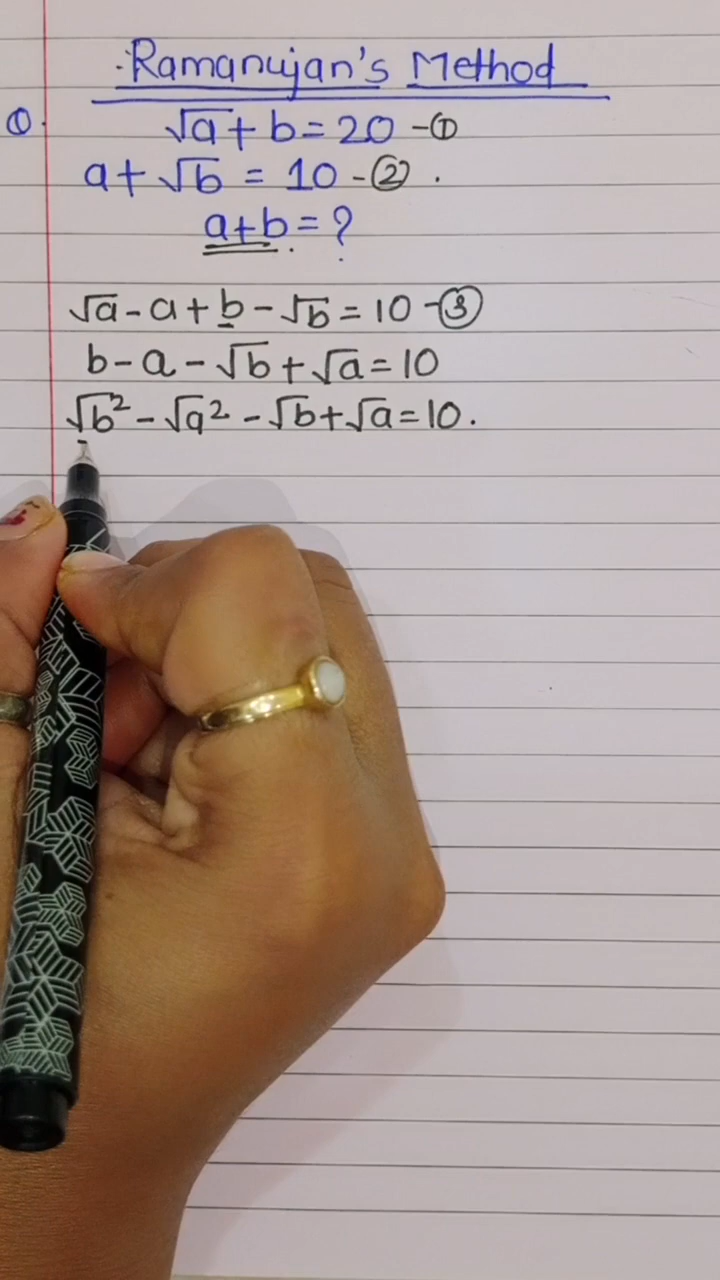 Ramanujan's Method
①. √a + b = 20 -①
a + √b = 10 -② .
a+b = ?
√a - a + b - √b = 10 -③
b - a - √b + √a = 10
√b² - √a² - √b + √a = 10.